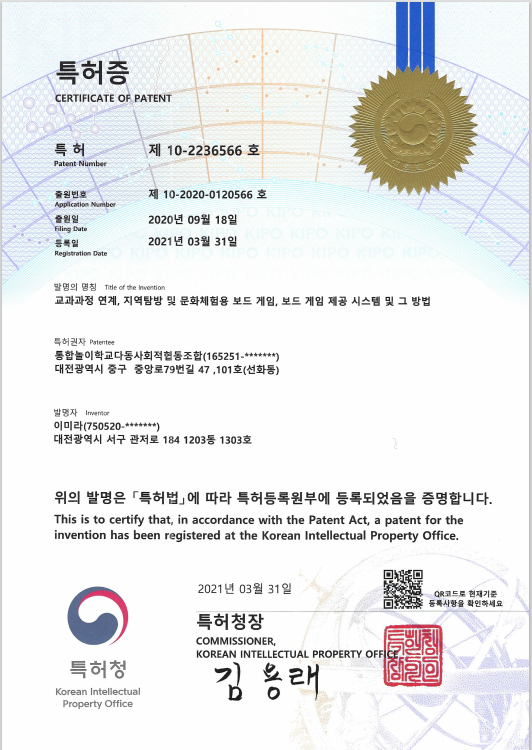 특허증
CERTIFICATE OF PATENT
특 허 제 10-2236566 호
Patent Number
출원번호 제 10-2020-0120566 호
Application Number
출원일 2020년 09월 18일
Filing Date
등록일 2021년 03월 31일
Registration Date
발명의 명칭 Title of the Invention
교과과정 연계, 지역탐방 및 문화체험용 보드 게임, 보드 게임 제공 시스템 및 그 방법
특허권자 Patentee
통합놀이학교다동사회적협동조합(165251-*******)
대전광역시 중구 중앙로79번길 47 ,101호(선화동)
발명자 Inventor
이미라(750520-*******)
대전광역시 서구 관저로 184 1203동 1303호
위의 발명은 「특허법」에 따라 특허등록원부에 등록되었음을 증명합니다.
This is to certify that, in accordance with the Patent Act, a patent for the
invention has been registered at the Korean Intellectual Property Office.
2021년 03월 31일
QR코드로 현재기준
등록사항을 확인하세요
특허청장
COMMISSIONER,
KOREAN INTELLECTUAL PROPERTY OFFICE
김용래
특허청
Korean Intellectual
Property Office